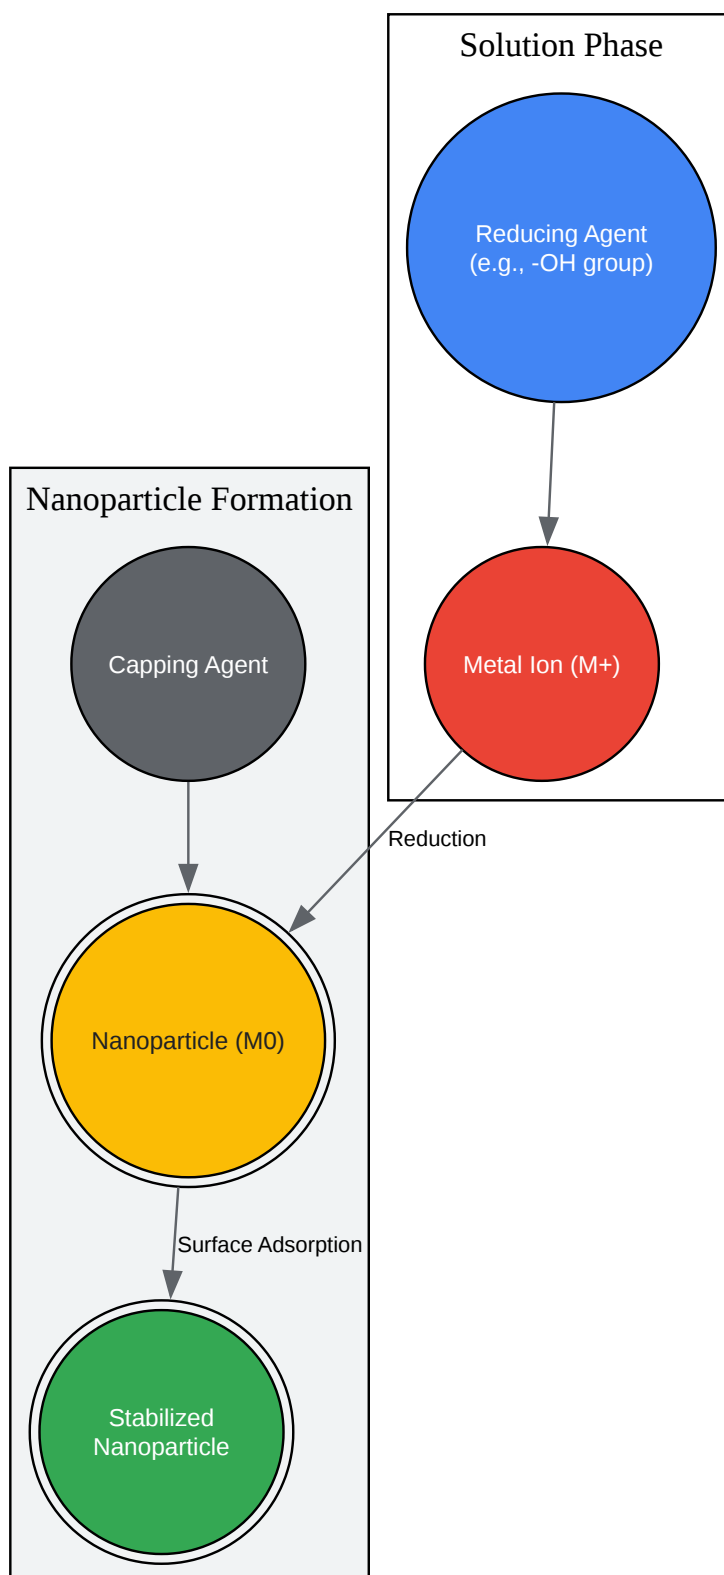 Solution Phase
Reducing Agent
(e.g., -OH group)
Nanoparticle Formation
Capping Agent
Metal Ion (M+)
Reduction
Nanoparticle (M0)
Surface Adsorption
Stabilized
Nanoparticle